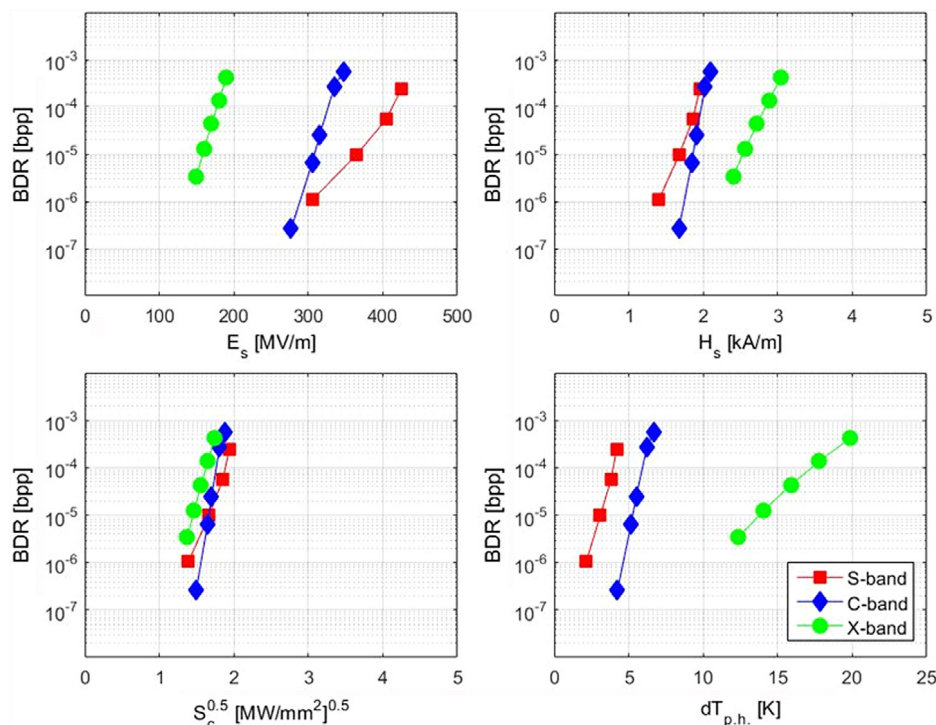 BDR [bpp]
10^-3
10^-4
10^-5
10^-6
10^-7
0 100 200 300 400 500
E_s [MV/m]
BDR [bpp]
10^-3
10^-4
10^-5
10^-6
10^-7
0 1 2 3 4 5
H_s [kA/m]
BDR [bpp]
10^-3
10^-4
10^-5
10^-6
10^-7
0 1 2 3 4 5
S_c^0.5 [MW/mm^2]^0.5
BDR [bpp]
10^-3
10^-4
10^-5
10^-6
10^-7
0 5 10 15 20 25
dT_p.h. [K]
S-band
C-band
X-band